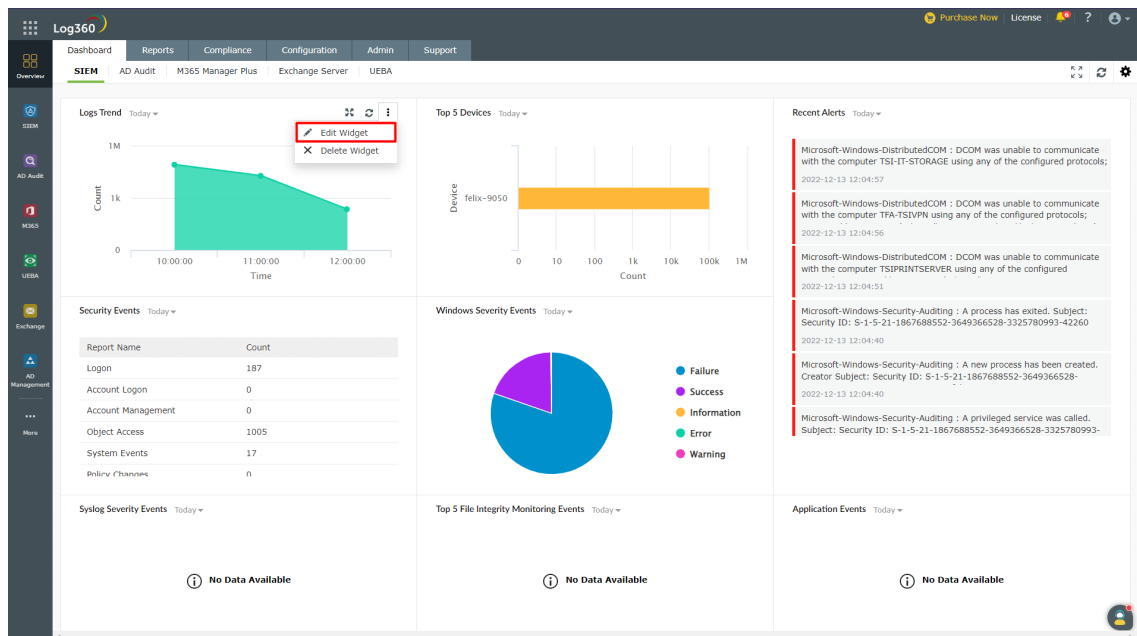 Log360
Purchase Now License 6 ?
Dashboard Reports Compliance Configuration Admin Support
SIEM AD Audit M365 Manager Plus Exchange Server UEBA
Overview
SIEM
AD Audit
M365
UEBA
Exchange
AD
Management
More
Logs Trend Today
Edit Widget
Delete Widget
1M
1k
0
Count
10:00:00 11:00:00 12:00:00
Time
Top 5 Devices Today
Device
felix-9050
0 10 100 1k 10k 100k 1M
Count
Recent Alerts Today
Microsoft-Windows-DistributedCOM : DCOM was unable to communicate
with the computer TSI-IT-STORAGE using any of the configured protocols;
2022-12-13 12:04:57
Microsoft-Windows-DistributedCOM : DCOM was unable to communicate
with the computer TFA-TSIVPN using any of the configured protocols;
2022-12-13 12:04:56
Microsoft-Windows-DistributedCOM : DCOM was unable to communicate
with the computer TSIPRINTSERVER using any of the configured
2022-12-13 12:04:51
Microsoft-Windows-Security-Auditing : A process has exited. Subject:
Security ID: S-1-5-21-1867688552-3649366528-3325780993-42260
2022-12-13 12:04:40
Microsoft-Windows-Security-Auditing : A new process has been created.
Creator Subject: Security ID: S-1-5-21-1867688552-3649366528-
2022-12-13 12:04:40
Microsoft-Windows-Security-Auditing : A privileged service was called.
Subject: Security ID: S-1-5-21-1867688552-3649366528-3325780993-
Security Events Today
Report Name Count
Logon 187
Account Logon 0
Account Management 0
Object Access 1005
System Events 17
Policy Changes 0
Windows Severity Events Today
Failure
Success
Information
Error
Warning
Syslog Severity Events Today
No Data Available
Top 5 File Integrity Monitoring Events Today
No Data Available
Application Events Today
No Data Available